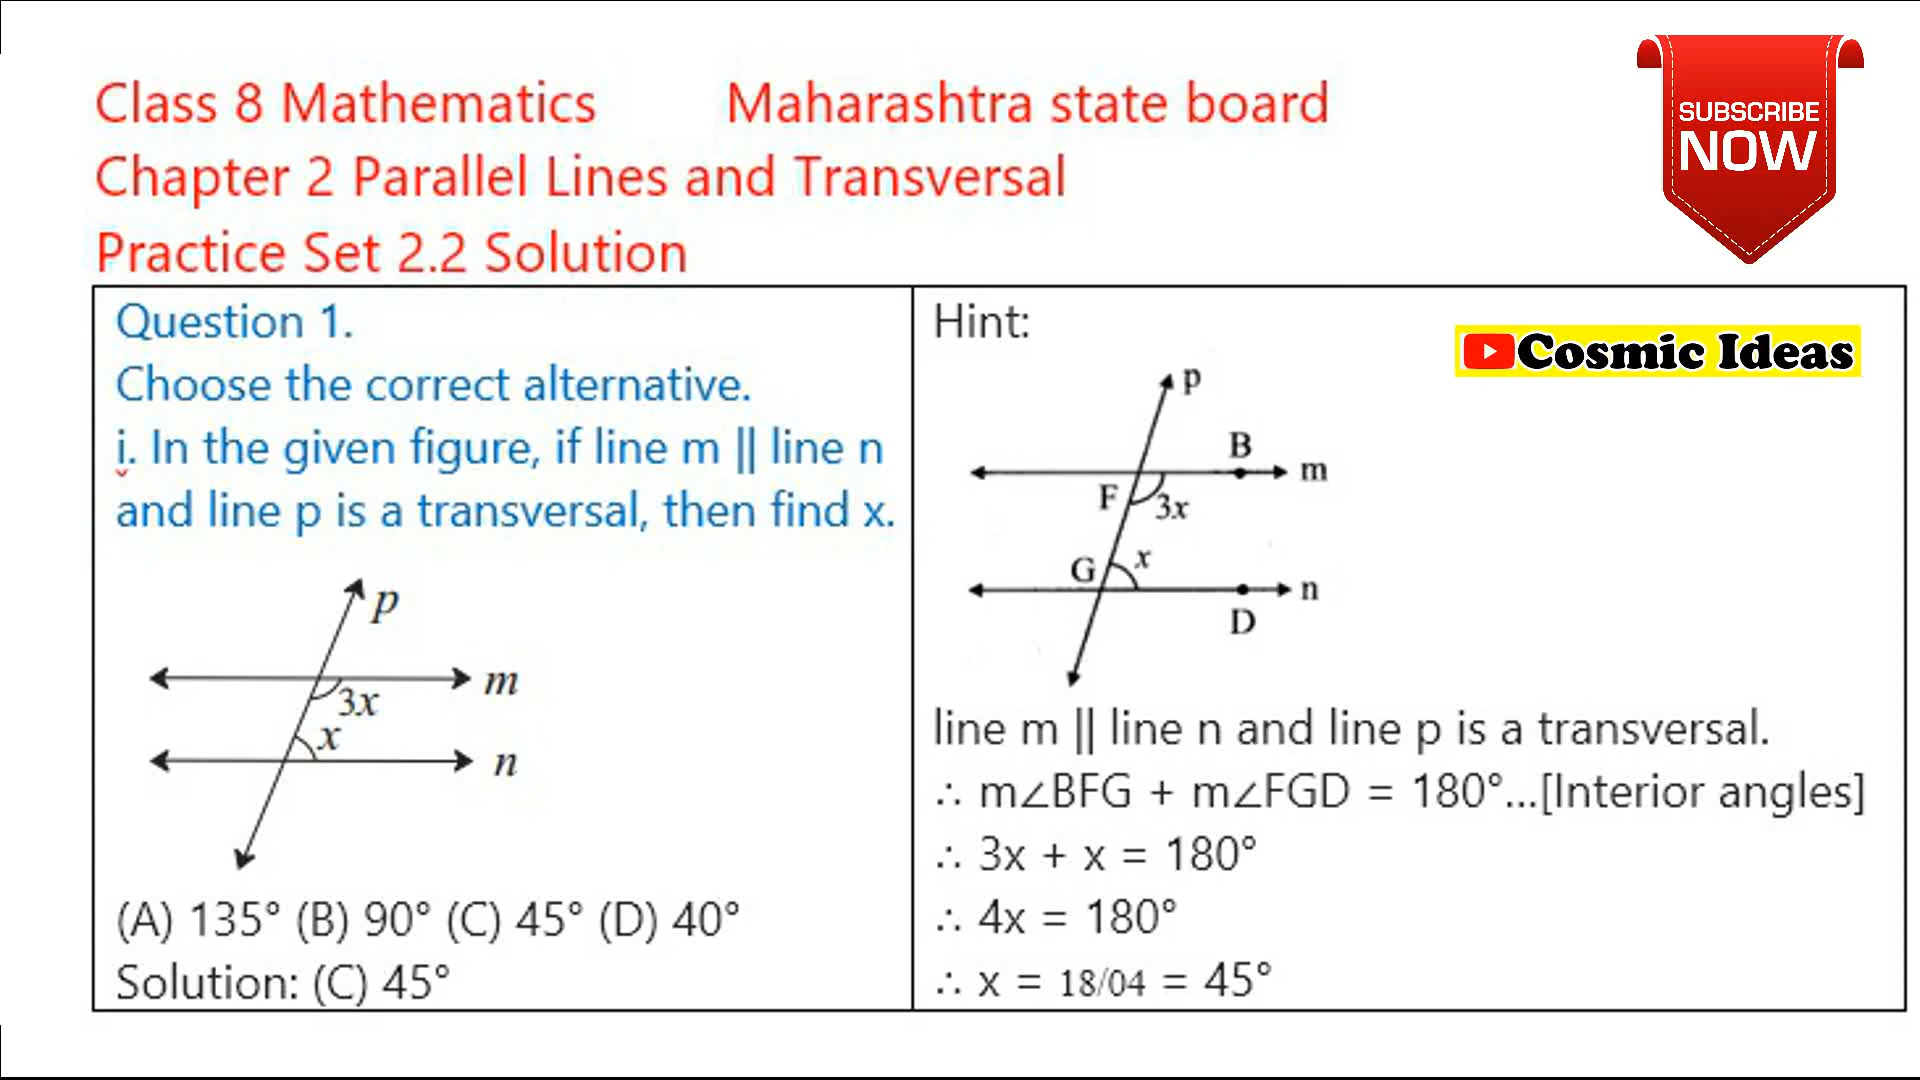 Class 8 Mathematics Maharashtra state board
Chapter 2 Parallel Lines and Transversal
Practice Set 2.2 Solution
SUBSCRIBE
NOW
Question 1.
Choose the correct alternative.
i. In the given figure, if line m || line n
and line p is a transversal, then find x.
p
m
3x
x
n
(A) 135° (B) 90° (C) 45° (D) 40°
Solution: (C) 45°
Hint:
Cosmic Ideas
p
B
m
F
3x
G
x
n
D
line m || line n and line p is a transversal.
∴ m∠BFG + m∠FGD = 180°...[Interior angles]
∴ 3x + x = 180°
∴ 4x = 180°
∴ x = 18/04 = 45°